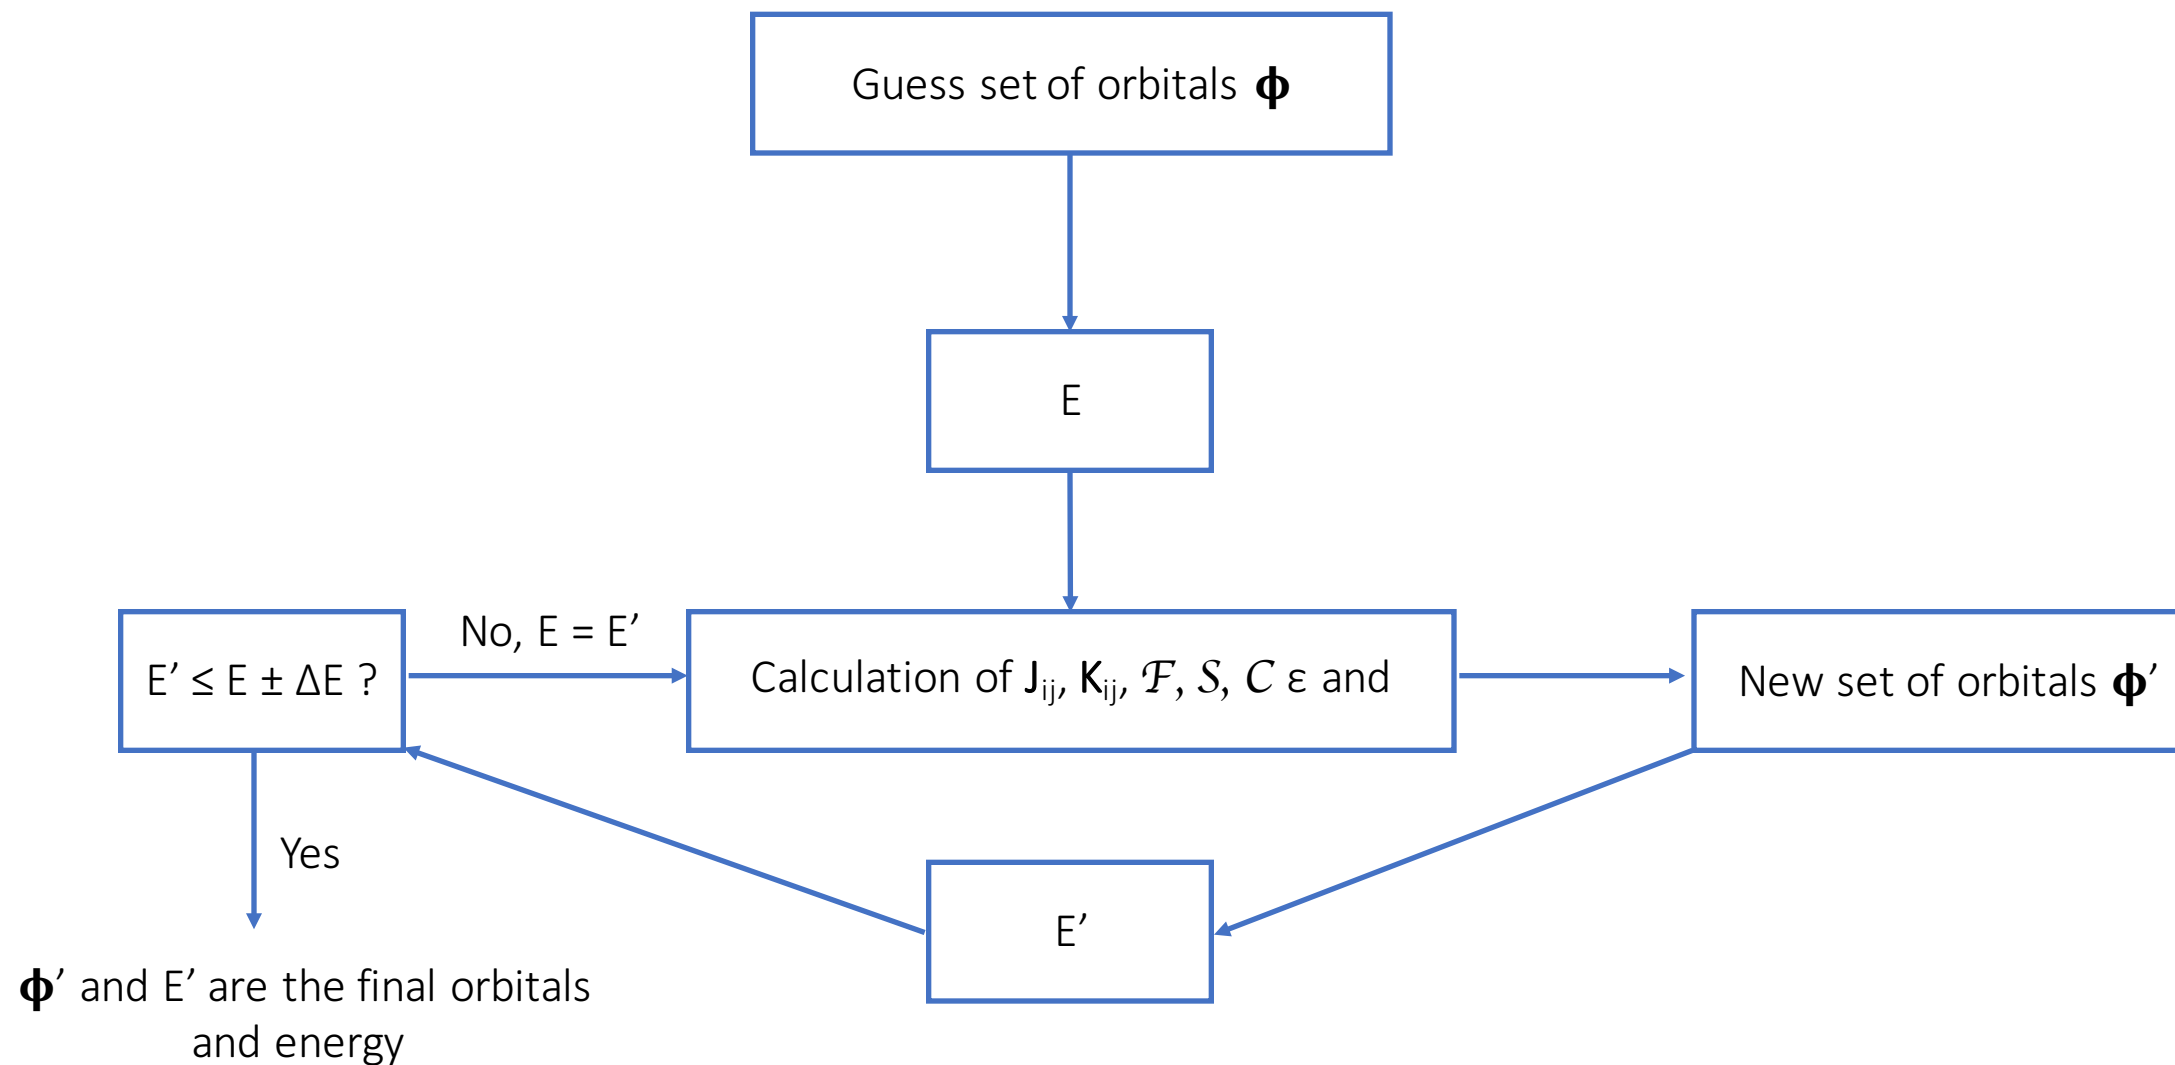 Guess set of orbitals ϕ
E
No, E = E’
E’ ≤ E ± ΔE ?
Calculation of Jij, Kij, ℱ, 𝒮, 𝒞 ε and
New set of orbitals ϕ’
Yes
E’
ϕ’ and E’ are the final orbitals
and energy